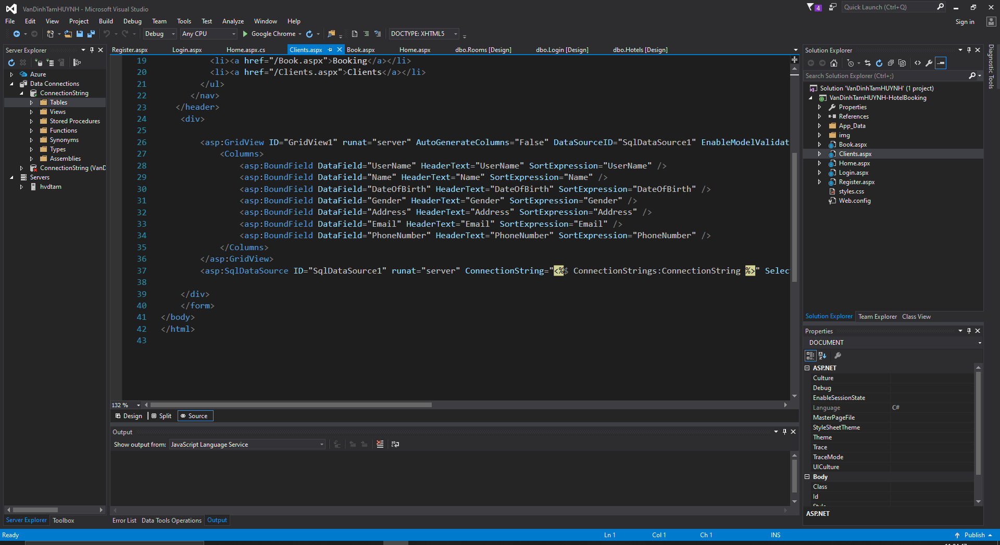 VanDinhTamHUYNH - Microsoft Visual Studio
4
Quick Launch (Ctrl+Q)
File Edit View Project Build Debug Team Tools Test Analyze Window Help
Sign in
Debug Any CPU Google Chrome DOCTYPE: XHTML5
Server Explorer
Azure
Data Connections
ConnectionString
Tables
Views
Stored Procedures
Functions
Synonyms
Types
Assemblies
ConnectionString (VanD
Servers
hvdtam
Server Explorer Toolbox
Register.aspx Login.aspx Home.aspx.cs Clients.aspx Book.aspx Home.aspx dbo.Rooms [Design] dbo.Login [Design] dbo.Hotels [Design]
19 <li><a href="/Book.aspx">Booking</a></li>
20 <li><a href="/Clients.aspx">Clients</a></li>
21 </ul>
22 </nav>
23 </header>
24 <div>
25
26 <asp:GridView ID="GridView1" runat="server" AutoGenerateColumns="False" DataSourceID="SqlDataSource1" EnableModelValidat
27 <Columns>
28 <asp:BoundField DataField="UserName" HeaderText="UserName" SortExpression="UserName" />
29 <asp:BoundField DataField="Name" HeaderText="Name" SortExpression="Name" />
30 <asp:BoundField DataField="DateOfBirth" HeaderText="DateOfBirth" SortExpression="DateOfBirth" />
31 <asp:BoundField DataField="Gender" HeaderText="Gender" SortExpression="Gender" />
32 <asp:BoundField DataField="Address" HeaderText="Address" SortExpression="Address" />
33 <asp:BoundField DataField="Email" HeaderText="Email" SortExpression="Email" />
34 <asp:BoundField DataField="PhoneNumber" HeaderText="PhoneNumber" SortExpression="PhoneNumber" />
35 </Columns>
36 </asp:GridView>
37 <asp:SqlDataSource ID="SqlDataSource1" runat="server" ConnectionString="<%$ ConnectionStrings:ConnectionString %>" Selec
38
39 </div>
40 </form>
41 </body>
42 </html>
43
132 %
Design Split Source
Output
Show output from: JavaScript Language Service
Error List Data Tools Operations Output
Solution Explorer
Search Solution Explorer (Ctrl+;)
Solution 'VanDinhTamHUYNH' (1 project)
VanDinhTamHUYNH-HotelBooking
Properties
References
App_Data
img
Book.aspx
Clients.aspx
Home.aspx
Login.aspx
Register.aspx
styles.css
Web.config
Solution Explorer Team Explorer Class View
Properties
DOCUMENT
ASP.NET
Culture
Debug
EnableSessionState
Language C#
MasterPageFile
StyleSheetTheme
Theme
Trace
TraceMode
UICulture
Body
Class
Id
ASP.NET
Diagnostic Tools
Ready Ln 1 Col 1 Ch 1 INS Publish